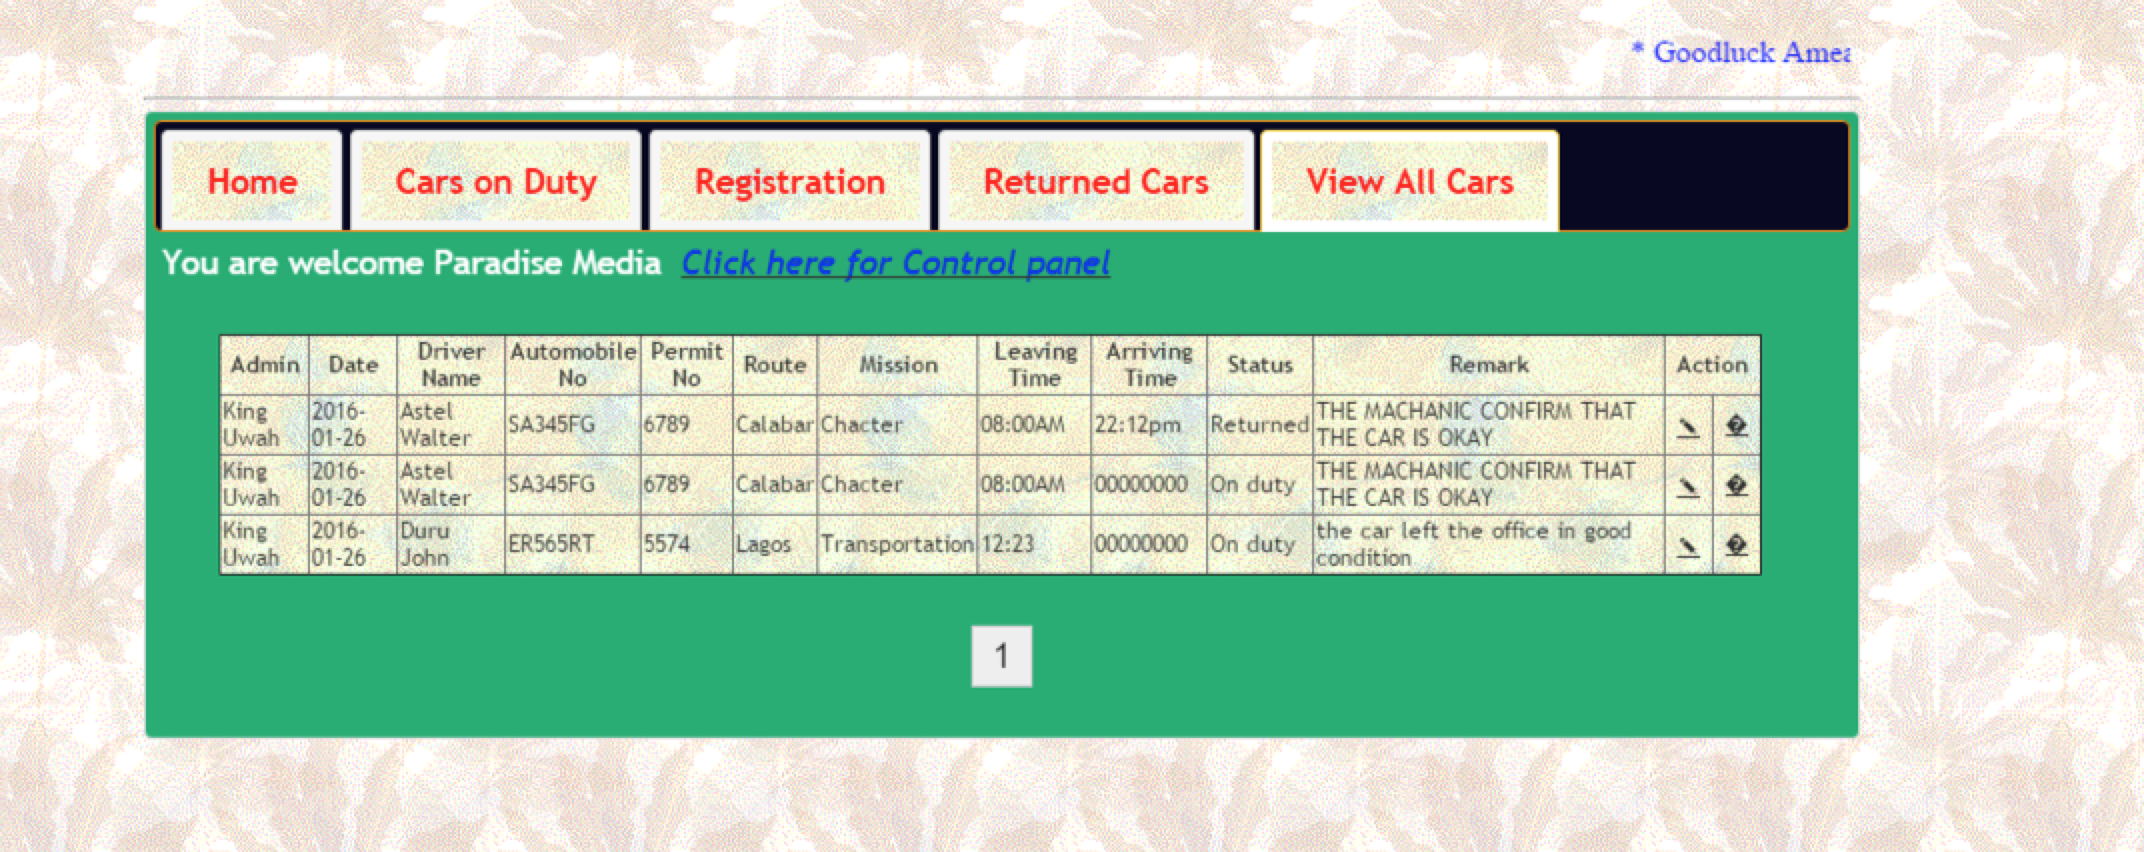 * Goodluck Amea
Home Cars on Duty Registration Returned Cars View All Cars
You are welcome Paradise Media Click here for Control panel
Admin Date Driver Name Automobile No Permit No Route Mission Leaving Time Arriving Time Status Remark Action
King Uwah 2016-01-26 Astel Walter SA345FG 6789 Calabar Chacter 08:00AM 22:12pm Returned THE MACHANIC CONFIRM THAT THE CAR IS OKAY
King Uwah 2016-01-26 Astel Walter SA345FG 6789 Calabar Chacter 08:00AM 00000000 On duty THE MACHANIC CONFIRM THAT THE CAR IS OKAY
King Uwah 2016-01-26 Duru John ER565RT 5574 Lagos Transportation 12:23 00000000 On duty the car left the office in good condition
1